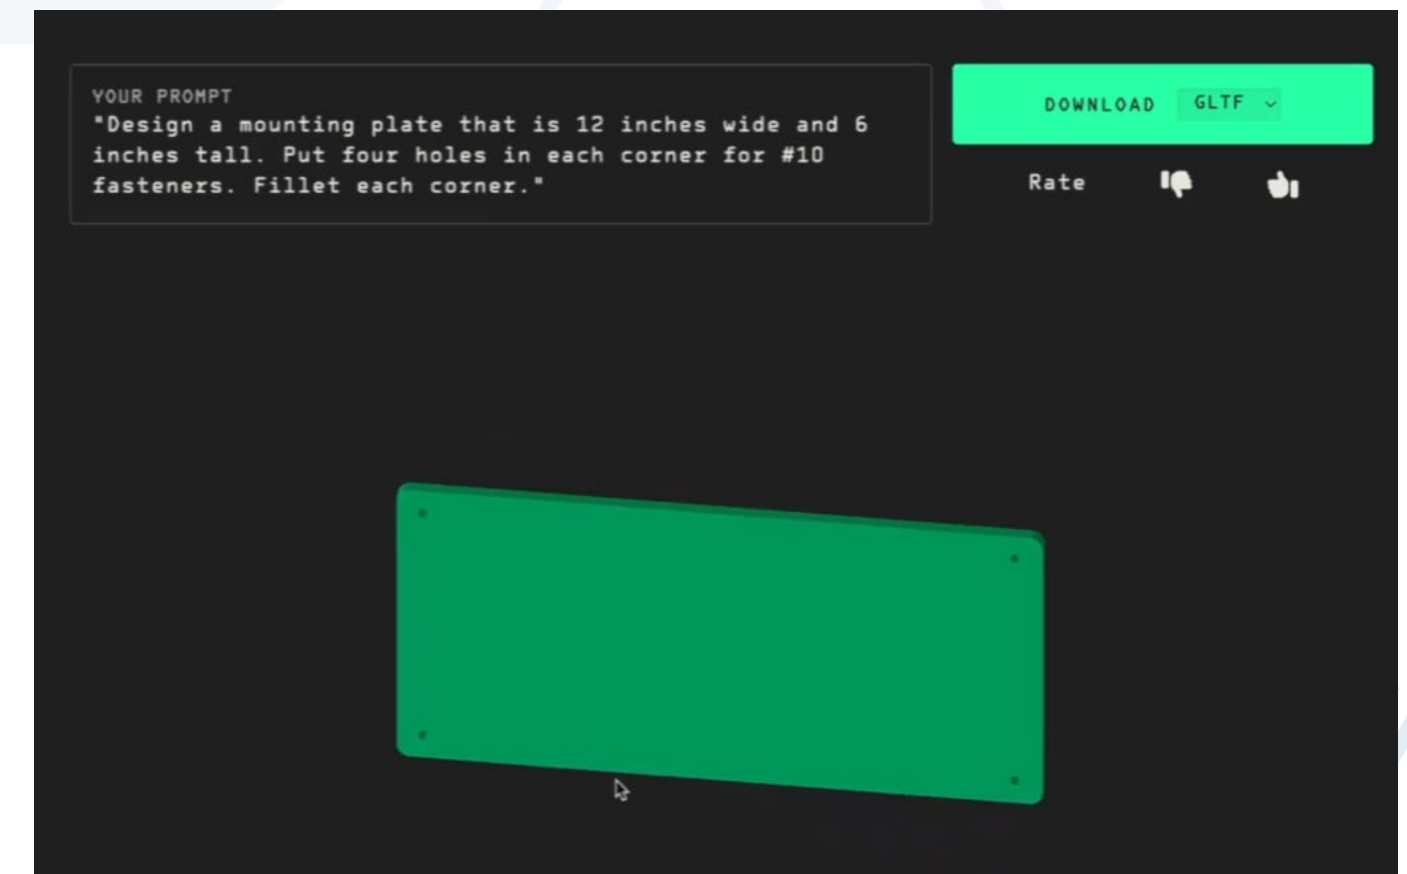 YOUR PROMPT
"Design a mounting plate that is 12 inches wide and 6
inches tall. Put four holes in each corner for #10
fasteners. Fillet each corner."
DOWNLOAD GLTF
Rate